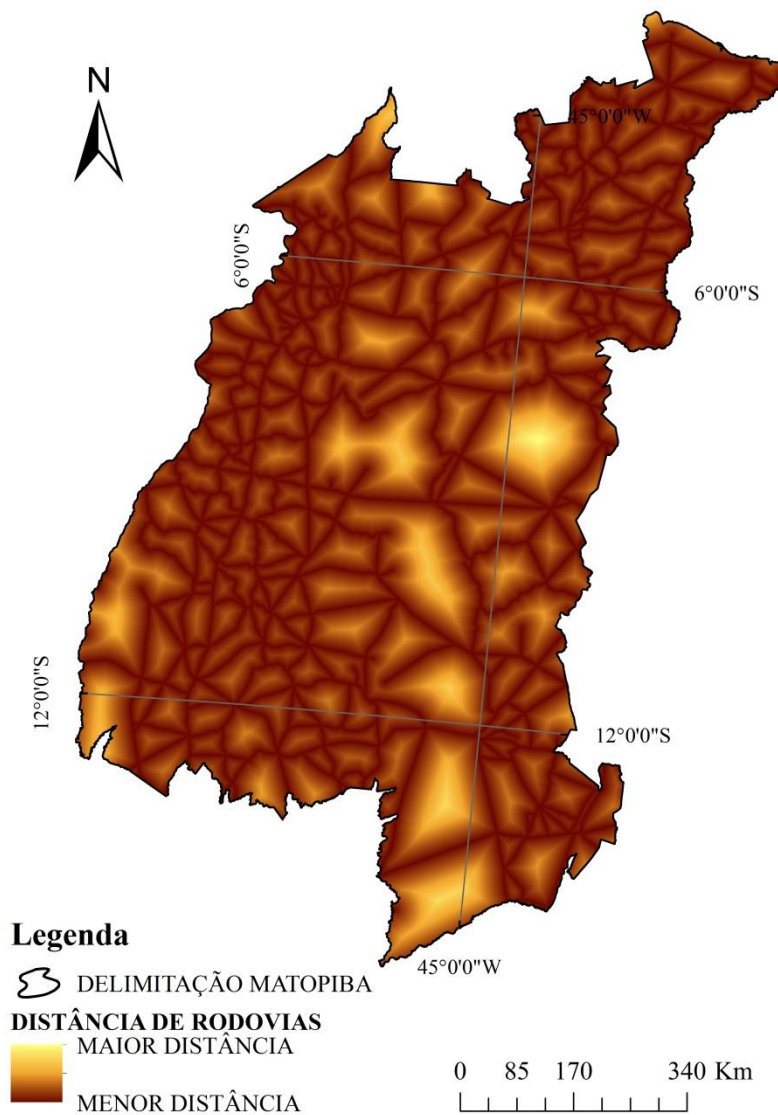 N
45°0'0"W
6°0'0"S
6°0'0"S
12°0'0"S
12°0'0"S
45°0'0"W
Legenda
DELIMITAÇÃO MATOPIBA
DISTÂNCIA DE RODOVIAS
MAIOR DISTÂNCIA
MENOR DISTÂNCIA
0 85 170 340 Km